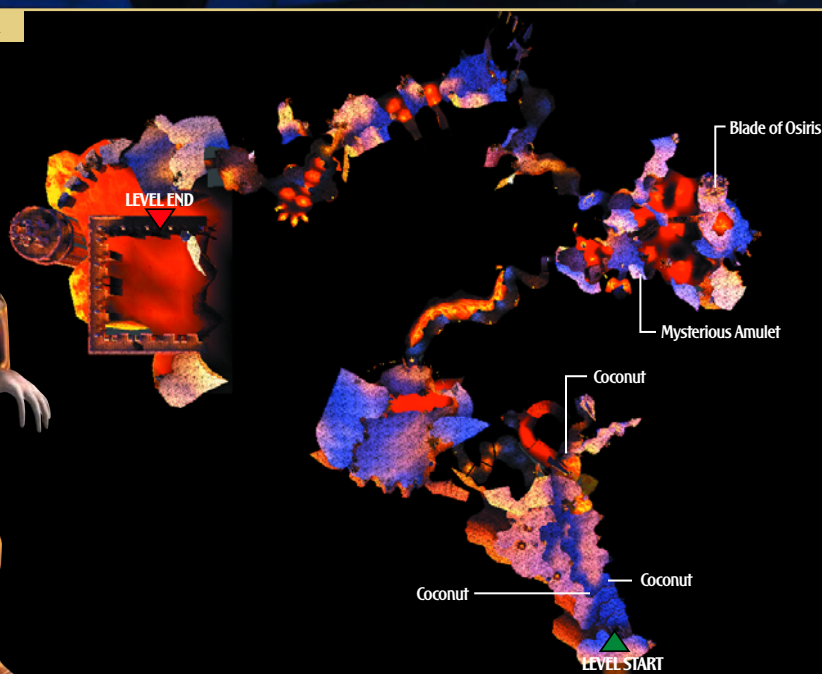 Blade of Osiris
LEVEL END
Mysterious Amulet
Coconut
Coconut
Coconut
LEVEL START